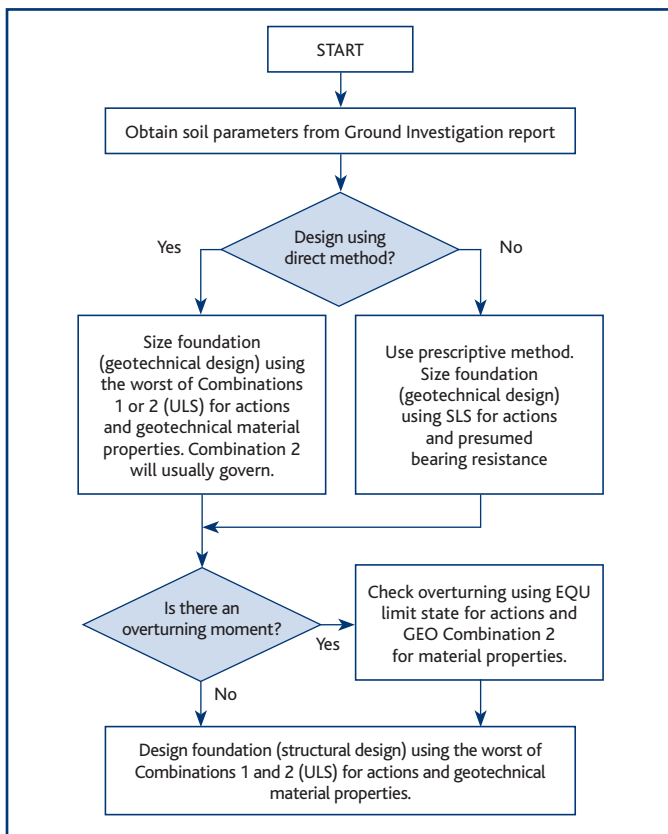 START
Obtain soil parameters from Ground Investigation report
Design using
direct method?
Yes
No
Size foundation
(geotechnical design) using
the worst of Combinations
1 or 2 (ULS) for actions
and geotechnical material
properties. Combination 2
will usually govern.
Use prescriptive method.
Size foundation
(geotechnical design)
using SLS for actions
and presumed
bearing resistance
Is there an
overturning moment?
Yes
Check overturning using EQU
limit state for actions and
GEO Combination 2
for material properties.
No
Design foundation (structural design) using the worst of
Combinations 1 and 2 (ULS) for actions and geotechnical
material properties.